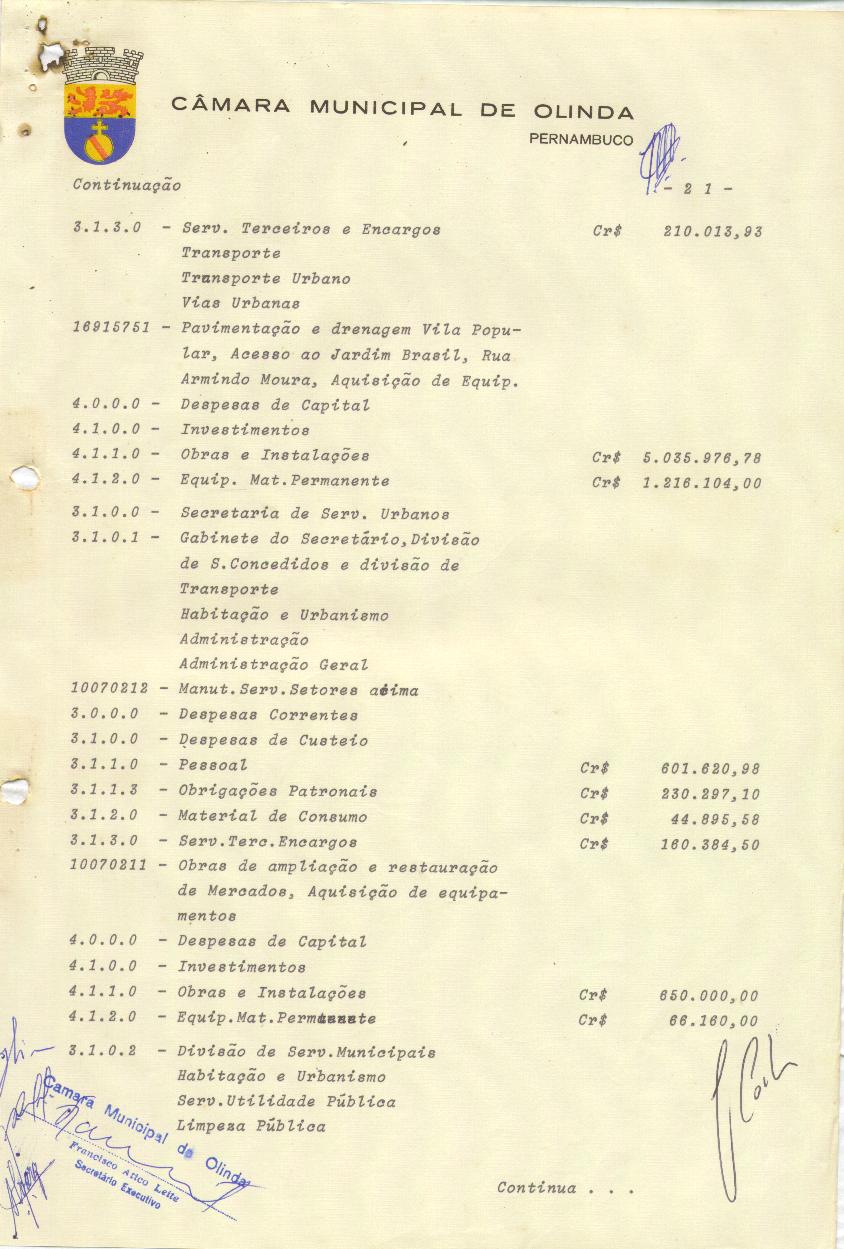 CÂMARA MUNICIPAL DE OLINDA
PERNAMBUCO
Continuação - 2 1 -
3.1.3.0 - Serv. Terceiros e Encargos Cr$ 210.013,93
Transporte
Transporte Urbano
Vias Urbanas
16915751 - Pavimentação e drenagem Vila Popu-
lar, Acesso ao Jardim Brasil, Rua
Armindo Moura, Aquisição de Equip.
4.0.0.0 - Despesas de Capital
4.1.0.0 - Investimentos
4.1.1.0 - Obras e Instalações Cr$ 5.035.976,78
4.1.2.0 - Equip. Mat.Permanente Cr$ 1.216.104,00
3.1.0.0 - Secretaria de Serv. Urbanos
3.1.0.1 - Gabinete do Secretário,Divisão
de S.Concedidos e divisão de
Transporte
Habitação e Urbanismo
Administração
Administração Geral
10070212 - Manut.Serv.Setores acima
3.0.0.0 - Despesas Correntes
3.1.0.0 - Despesas de Custeio
3.1.1.0 - Pessoal Cr$ 601.620,98
3.1.1.3 - Obrigações Patronais Cr$ 230.297,10
3.1.2.0 - Material de Consumo Cr$ 44.895,58
3.1.3.0 - Serv.Terc.Encargos Cr$ 160.384,50
10070211 - Obras de ampliação e restauração
de Mercados, Aquisição de equipa-
mentos
4.0.0.0 - Despesas de Capital
4.1.0.0 - Investimentos
4.1.1.0 - Obras e Instalações Cr$ 650.000,00
4.1.2.0 - Equip.Mat.Permanente Cr$ 66.160,00
3.1.0.2 - Divisão de Serv.Municipais
Habitação e Urbanismo
Serv.Utilidade Pública
Limpeza Pública
Camara Municipal de Olinda
Francisco Leite
Secretário Executivo
Continua . . .